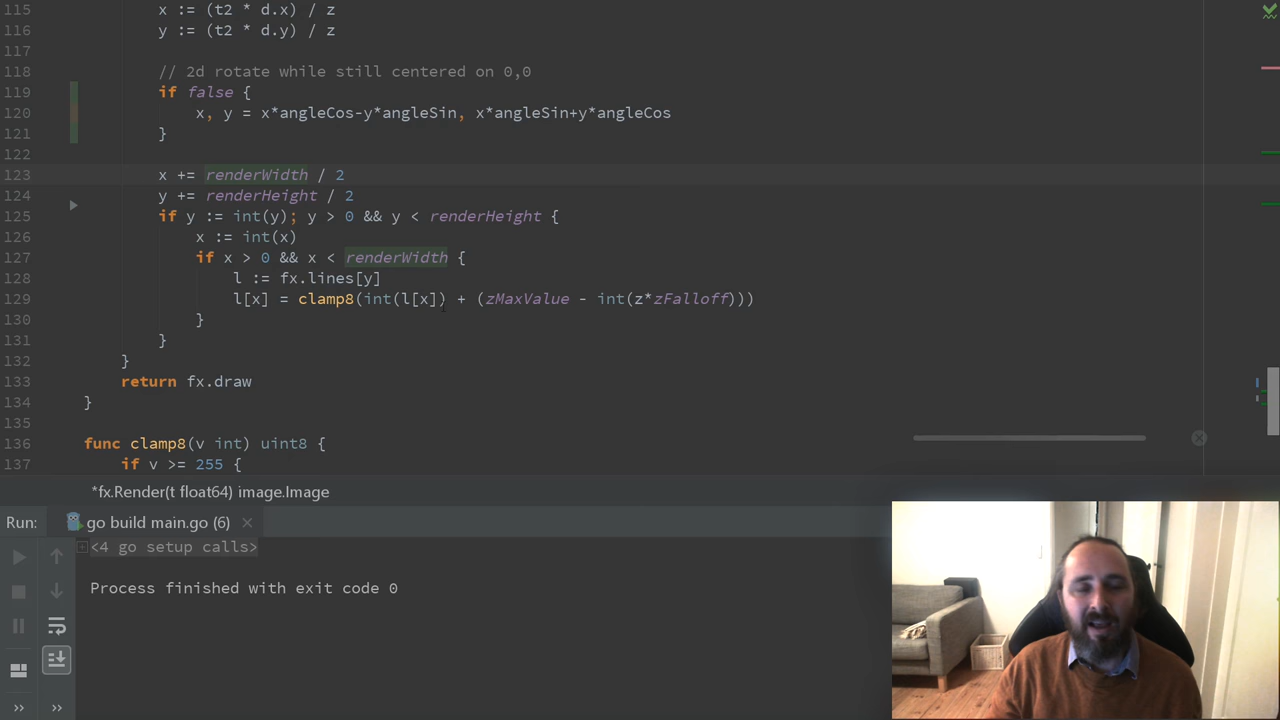 115 x := (t2 * d.x) / z
116 y := (t2 * d.y) / z
117
118 // 2d rotate while still centered on 0,0
119 if false {
120 x, y = x*angleCos-y*angleSin, x*angleSin+y*angleCos
121 }
122
123 x += renderWidth / 2
124 y += renderHeight / 2
125 if y := int(y); y > 0 && y < renderHeight {
126 x := int(x)
127 if x > 0 && x < renderWidth {
128 l := fx.lines[y]
129 l[x] = clamp8(int(l[x]) + (zMaxValue - int(z*zFalloff)))
130 }
131 }
132 }
133 return fx.draw
134 }
135
136 func clamp8(v int) uint8 {
137 if v >= 255 {
*fx.Render(t float64) image.Image
Run: go build main.go (6)
<4 go setup calls>
Process finished with exit code 0